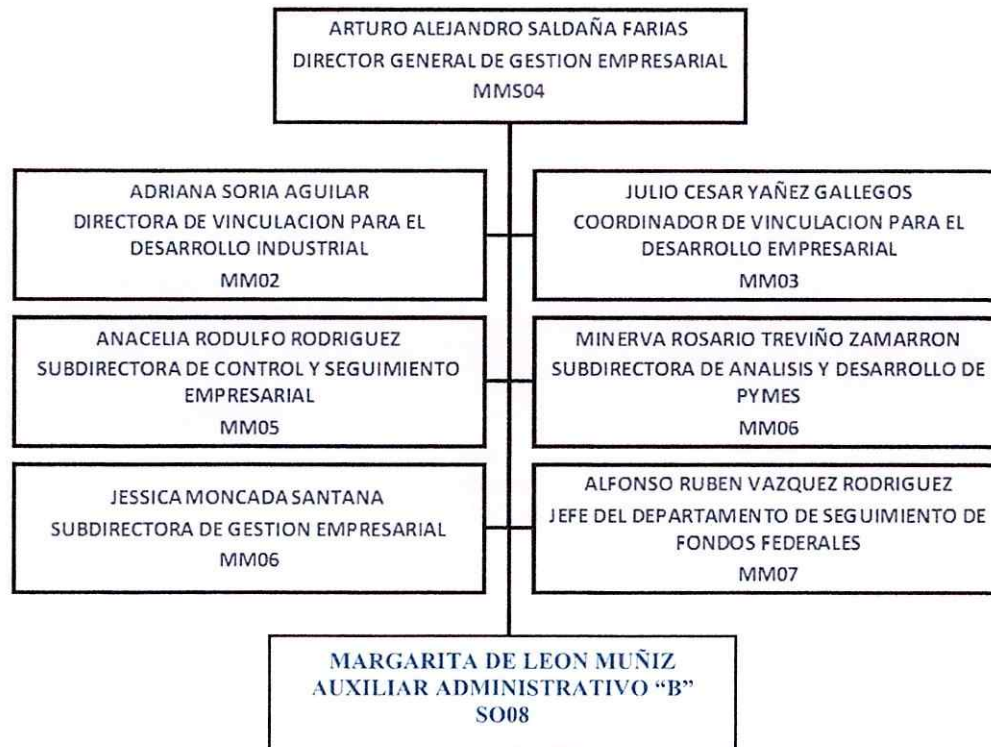 ARTURO ALEJANDRO SALDAÑA FARIAS
DIRECTOR GENERAL DE GESTION EMPRESARIAL
MMS04
ADRIANA SORIA AGUILAR
DIRECTORA DE VINCULACION PARA EL
DESARROLLO INDUSTRIAL
MM02
JULIO CESAR YAÑEZ GALLEGOS
COORDINADOR DE VINCULACION PARA EL
DESARROLLO EMPRESARIAL
MM03
ANACELIA RODULFO RODRIGUEZ
SUBDIRECTORA DE CONTROL Y SEGUIMIENTO
EMPRESARIAL
MM05
MINERVA ROSARIO TREVIÑO ZAMARRON
SUBDIRECTORA DE ANALISIS Y DESARROLLO DE
PYMES
MM06
JESSICA MONCADA SANTANA
SUBDIRECTORA DE GESTION EMPRESARIAL
MM06
ALFONSO RUBEN VAZQUEZ RODRIGUEZ
JEFE DEL DEPARTAMENTO DE SEGUIMIENTO DE
FONDOS FEDERALES
MM07
MARGARITA DE LEON MUÑIZ
AUXILIAR ADMINISTRATIVO “B”
SO08